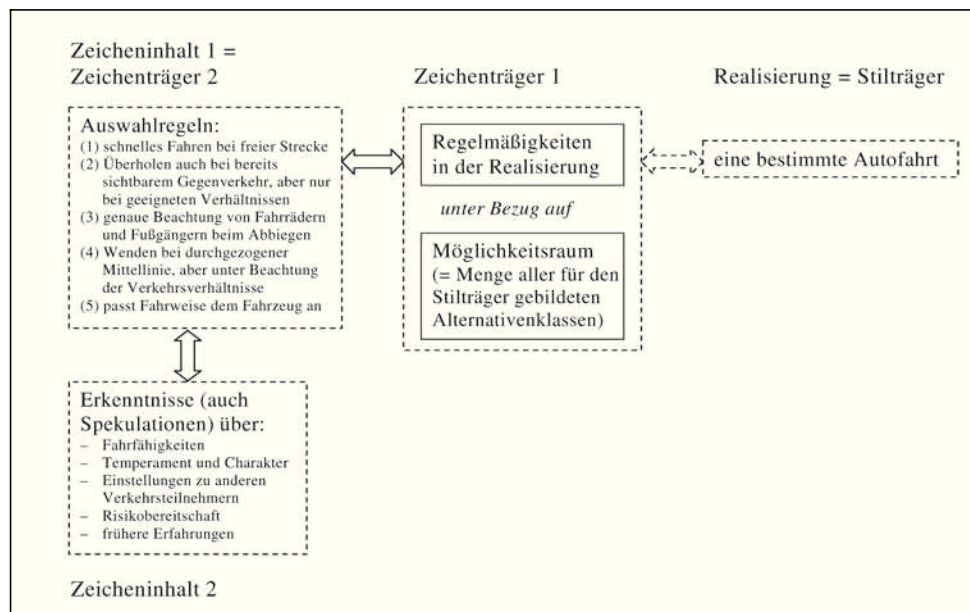 Zeicheninhalt 1 =
Zeichenträger 2
Auswahlregeln:
(1) schnelles Fahren bei freier Strecke
(2) Überholen auch bei bereits
sichtbarem Gegenverkehr, aber nur
bei geeigneten Verhältnissen
(3) genaue Beachtung von Fahrrädern
und Fußgängern beim Abbiegen
(4) Wenden bei durchgezogener
Mittellinie, aber unter Beachtung
der Verkehrsverhältnisse
(5) passt Fahrweise dem Fahrzeug an
Zeichenträger 1
Regelmäßigkeiten
in der Realisierung
unter Bezug auf
Möglichkeitsraum
(= Menge aller für den
Stilträger gebildeten
Alternativenklassen)
Realisierung = Stilträger
eine bestimmte Autofahrt
Erkenntnisse (auch
Spekulationen) über:
– Fahrfähigkeiten
– Temperament und Charakter
– Einstellungen zu anderen
Verkehrsteilnehmern
– Risikobereitschaft
– frühere Erfahrungen
Zeicheninhalt 2